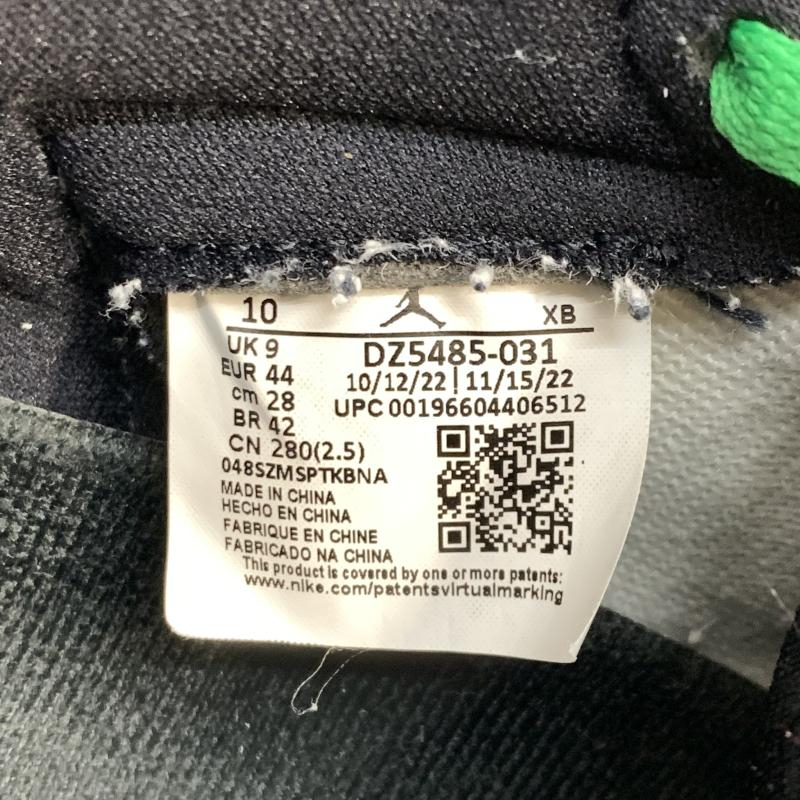 10 XB
UK 9
EUR 44
cm 28
BR 42
CN 280(2.5)
DZ5485-031
10/12/22 | 11/15/22
UPC 00196604406512
048SZMSPTKBNA
MADE IN CHINA
HECHO EN CHINA
FABRIQUE EN CHINE
FABRICADO NA CHINA
This product is covered by one or more patents:
www.nike.com/patentsvirtualmarking